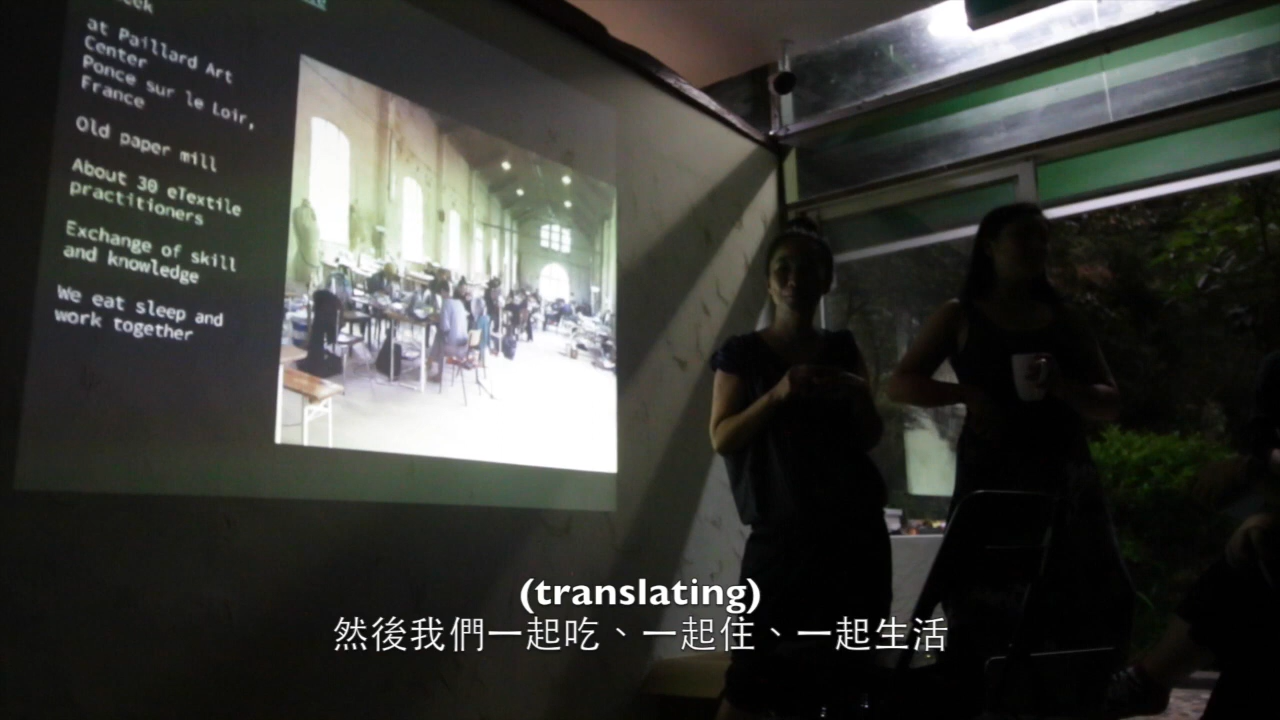 at Paillard Art
Center
Ponce sur le Loir,
France
Old paper mill
About 30 eTextile
practitioners
Exchange of skill
and knowledge
We eat sleep and
work together
(translating)
然後我們一起吃、一起住、一起生活